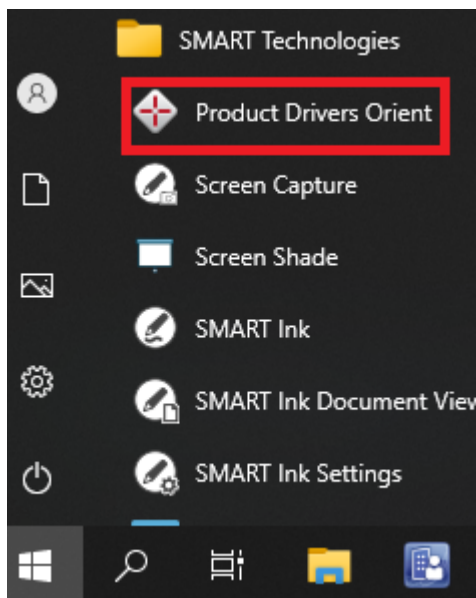 SMART Technologies
Product Drivers Orient
Screen Capture
Screen Shade
SMART Ink
SMART Ink Document View
SMART Ink Settings